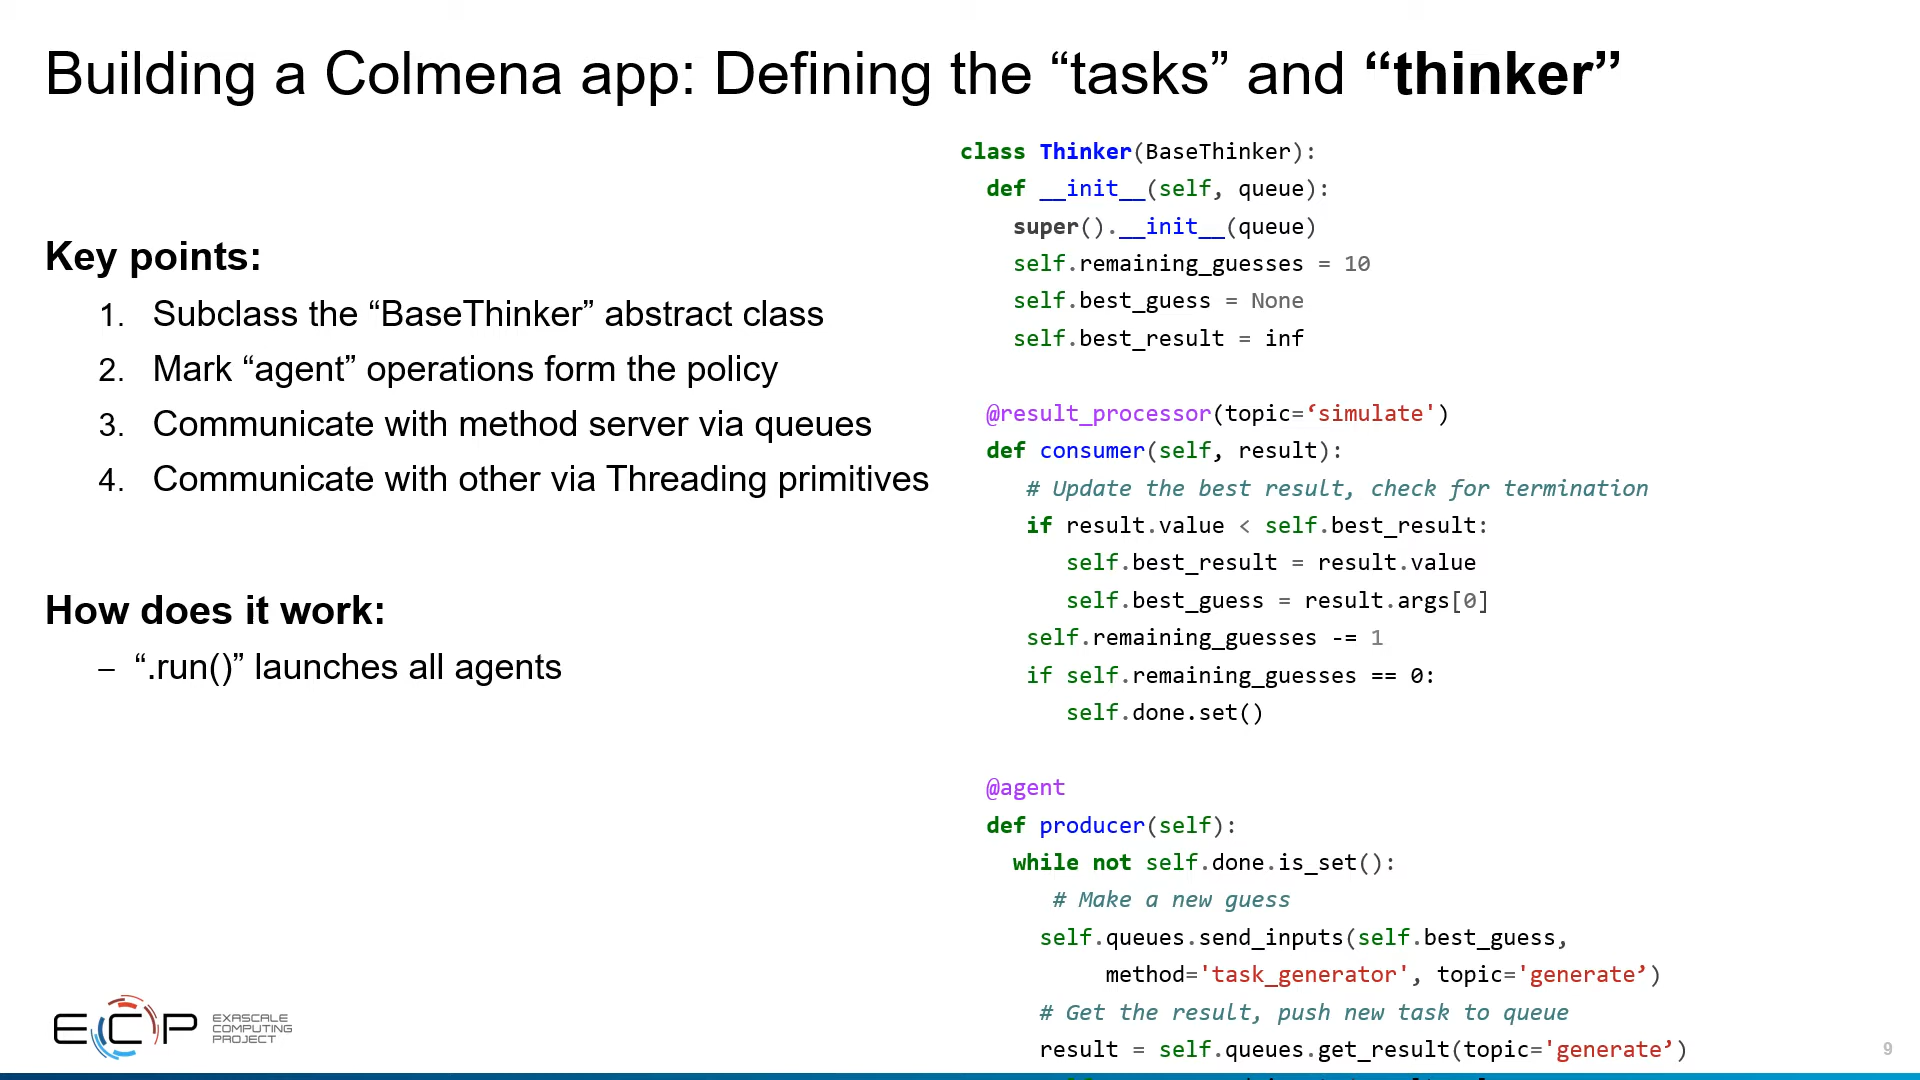 Building a Colmena app: Defining the “tasks” and “thinker”
Key points:
1. Subclass the “BaseThinker” abstract class
2. Mark “agent” operations form the policy
3. Communicate with method server via queues
4. Communicate with other via Threading primitives
How does it work:
– “.run()” launches all agents
class Thinker(BaseThinker):
def __init__(self, queue):
super().__init__(queue)
self.remaining_guesses = 10
self.best_guess = None
self.best_result = inf
@result_processor(topic=‘simulate')
def consumer(self, result):
# Update the best result, check for termination
if result.value < self.best_result:
self.best_result = result.value
self.best_guess = result.args[0]
self.remaining_guesses -= 1
if self.remaining_guesses == 0:
self.done.set()
@agent
def producer(self):
while not self.done.is_set():
# Make a new guess
self.queues.send_inputs(self.best_guess,
method='task_generator', topic='generate’)
# Get the result, push new task to queue
result = self.queues.get_result(topic='generate’)
ECP
EXASCALE
COMPUTING
PROJECT
9